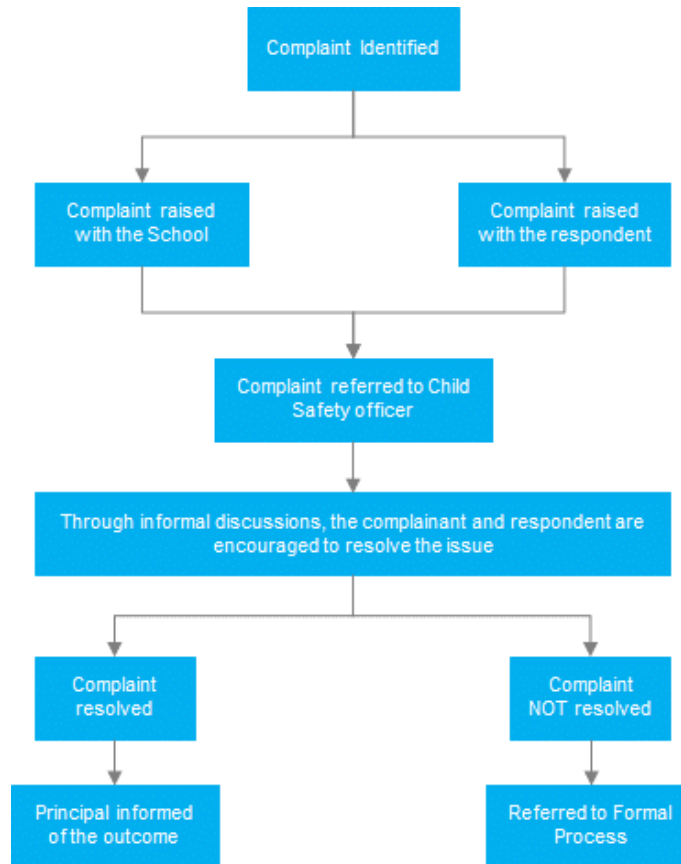 Complaint Identified
Complaint raised
with the School
Complaint raised
with the respondent
Complaint referred to Child
Safety officer
Through informal discussions, the complainant and respondent are
encouraged to resolve the issue
Complaint
resolved
Complaint
NOT resolved
Principal informed
of the outcome
Referred to Formal
Process